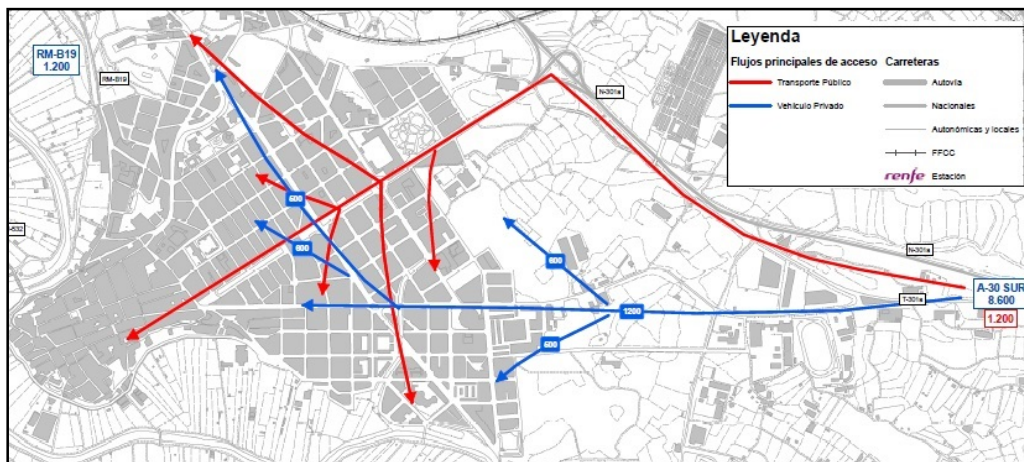 RM-B19
1.200
RM-B19
N-301a
Leyenda
Flujos principales de acceso
Carreteras
Transporte Público
Autovía
Vehículo Privado
Nacionales
Autonómicas y locales
FFCC
renfe Estación
600
600
600
1200
600
N-301a
T-301a
A-30 SUR
8.600
1.200